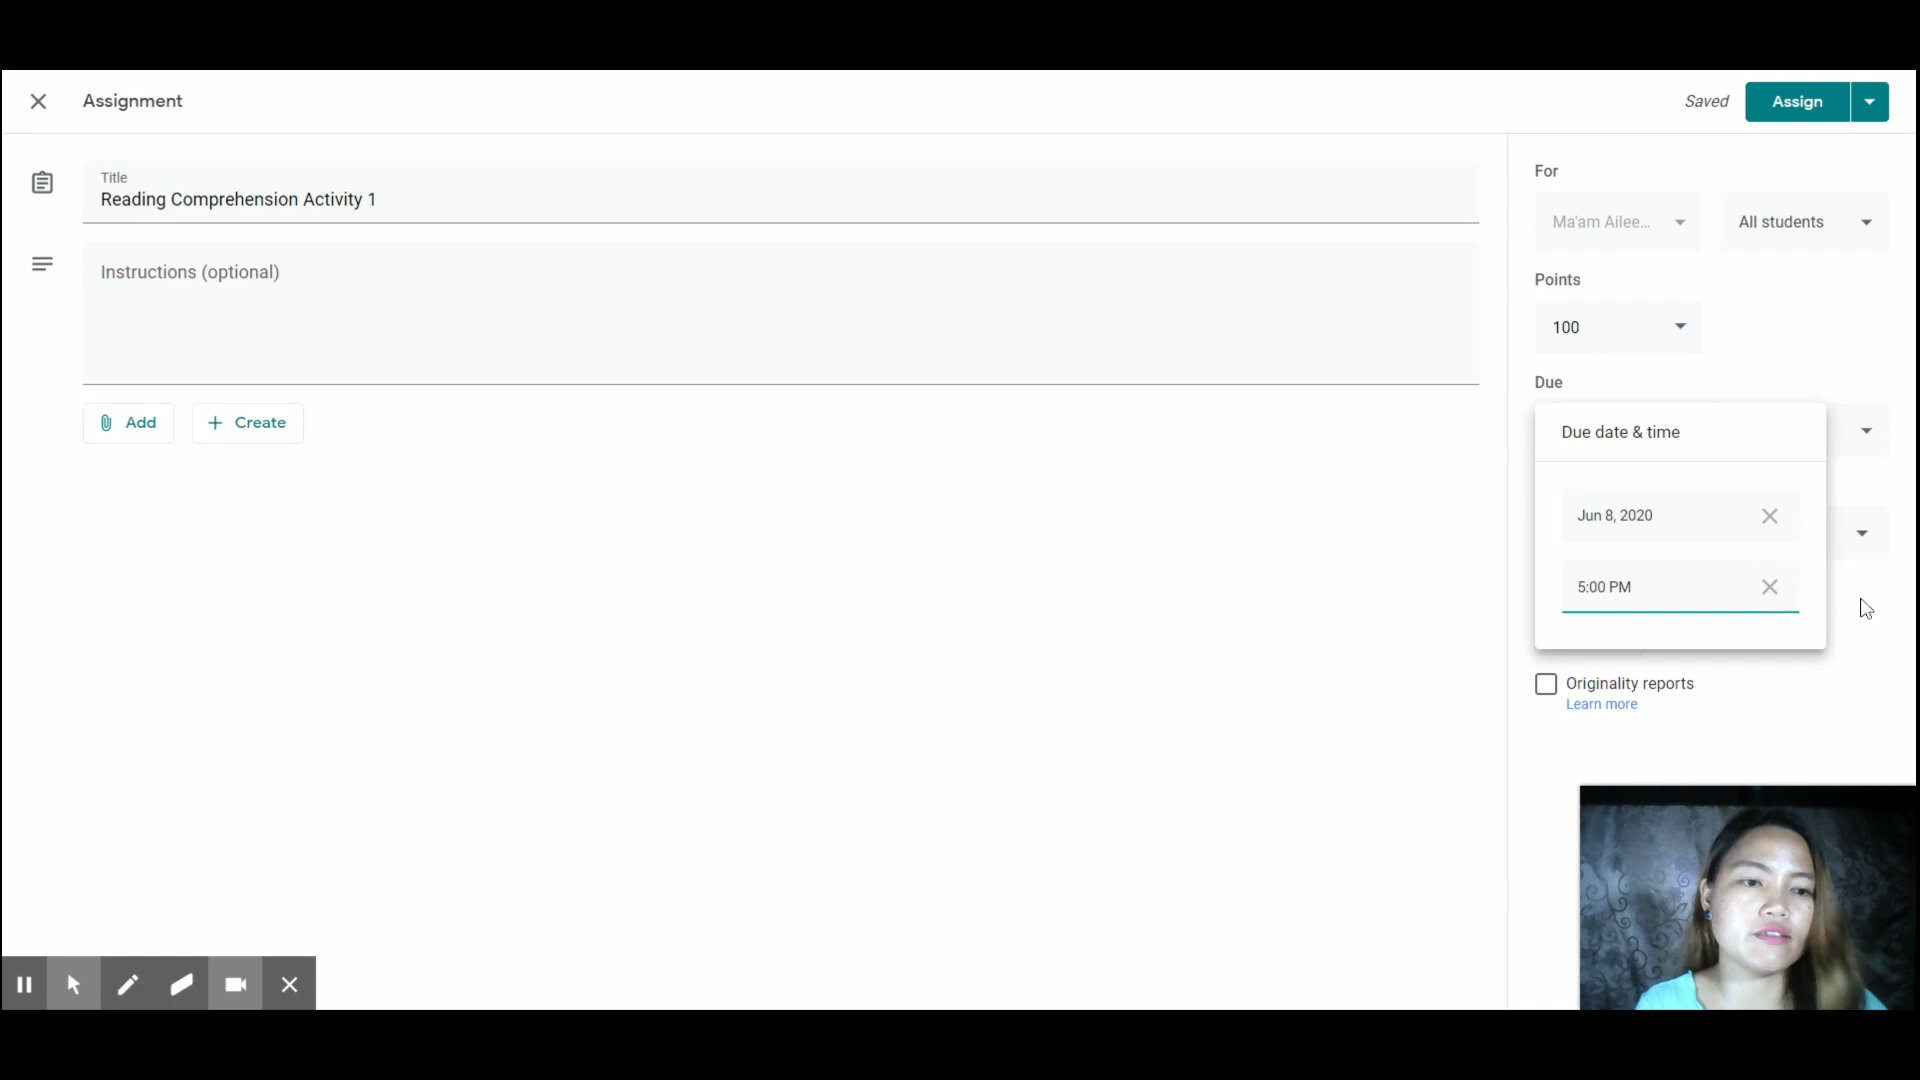 Assignment
Saved
Assign
Title
Reading Comprehension Activity 1
Instructions (optional)
Add
Create
For
Ma'am Ailee...
All students
Points
100
Due
Due date & time
Jun 8, 2020
5:00 PM
Originality reports
Learn more